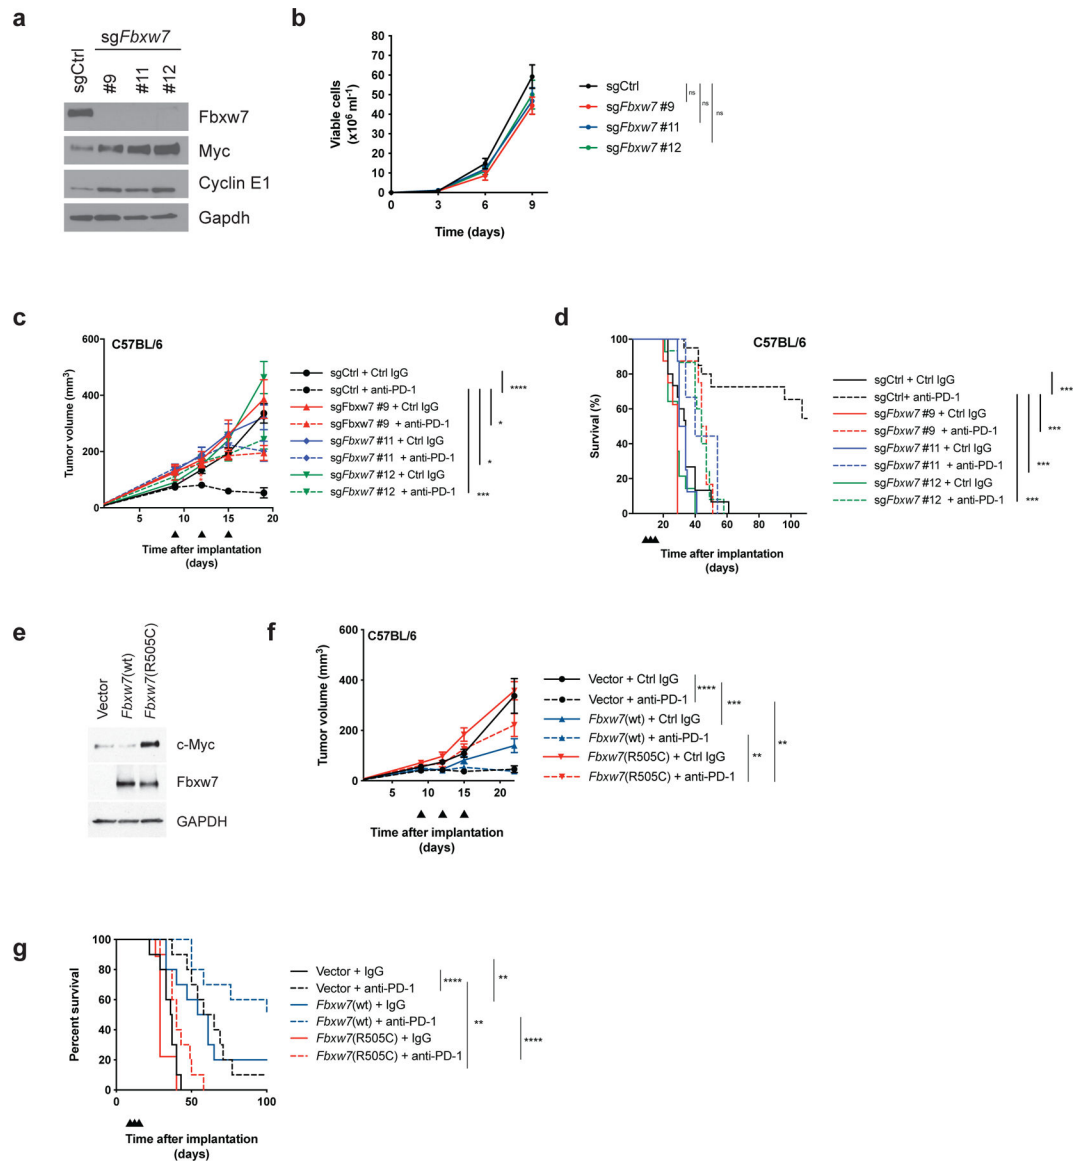 a
sgFbxw7
sgCtrl
#9
#11
#12
Fbxw7
Myc
Cyclin E1
Gapdh
b
Viable cells
(x10⁶ ml⁻¹)
80
70
60
50
40
30
20
10
0
0 3 6 9
Time (days)
sgCtrl
sgFbxw7 #9
sgFbxw7 #11
sgFbxw7 #12
ns
ns
ns
c
C57BL/6
Tumor volume (mm³)
600
400
200
0
5 10 15 20
Time after implantation
(days)
sgCtrl + Ctrl IgG
sgCtrl + anti-PD-1
sgFbxw7 #9 + Ctrl IgG
sgFbxw7 #9 + anti-PD-1
sgFbxw7 #11 + Ctrl IgG
sgFbxw7 #11 + anti-PD-1
sgFbxw7 #12 + Ctrl IgG
sgFbxw7 #12 + anti-PD-1
****
*
*
***
d
C57BL/6
Survival (%)
100
80
60
40
20
0
20 40 60 80 100
Time after implantation
(days)
sgCtrl + Ctrl IgG
sgCtrl+ anti-PD-1
sgFbxw7 #9 + Ctrl IgG
sgFbxw7 #9 + anti-PD-1
sgFbxw7 #11 + Ctrl IgG
sgFbxw7 #11 + anti-PD-1
sgFbxw7 #12 + Ctrl IgG
sgFbxw7 #12 + anti-PD-1
***
***
***
***
e
Vector
Fbxw7(wt)
Fbxw7(R505C)
c-Myc
Fbxw7
GAPDH
f
C57BL/6
Tumor volume (mm³)
600
400
200
0
5 10 15 20
Time after implantation
(days)
Vector + Ctrl IgG
Vector + anti-PD-1
Fbxw7(wt) + Ctrl IgG
Fbxw7(wt) + anti-PD-1
Fbxw7(R505C) + Ctrl IgG
Fbxw7(R505C) + anti-PD-1
****
***
**
**
g
Percent survival
100
80
60
40
20
0
0 50 100
Time after implantation
(days)
Vector + IgG
Vector + anti-PD-1
Fbxw7(wt) + IgG
Fbxw7(wt) + anti-PD-1
Fbxw7(R505C) + IgG
Fbxw7(R505C) + anti-PD-1
****
**
**
****